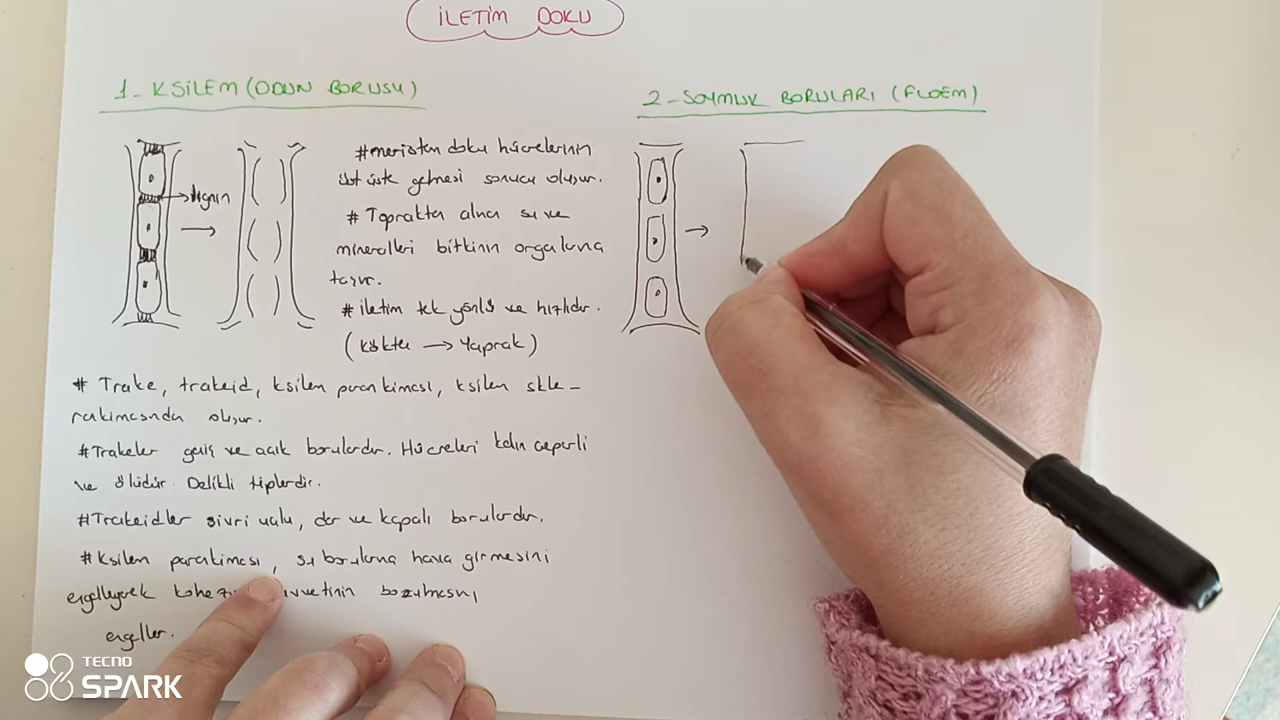 İLETİM DOKU
1- KSİLEM (ODUN BORUSU)
lignin
#meristem doku hücrelerinin
üst üste gelmesi sonucu oluşur.
# Topraktan alınan su ve
mineralleri bitkinin organlarına
taşır.
# iletim tek yönlü ve hızlıdır.
(Kökten → Yaprak)
# Trake, trakeid, ksilem parankiması, ksilem skle-
rankimasından oluşur.
#Trakeler geniş ve açık borulardır. Hücreleri kalın çeperli
ve ölüdür. Delikli tiplerdir.
#Trakeidler sivri uçlu, dar ve kapalı borulardır.
#Ksilem parankiması, su borularına hava girmesini
engelleyerek bozulmasını
engeller.
2-SOYMUK BORULARI (FLOEM)
TECNO
SPARK